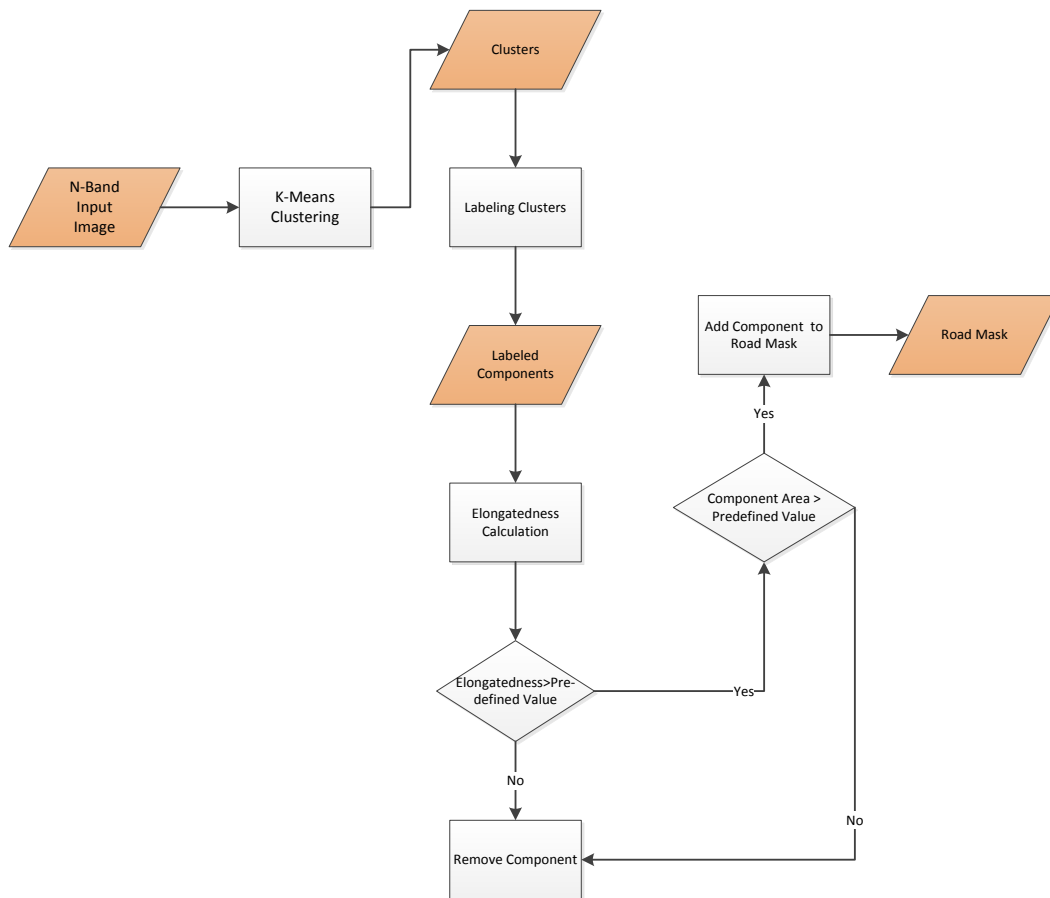 Clusters
N-Band
Input
Image
K-Means
Clustering
Labeling Clusters
Labeled
Components
Add Component to
Road Mask
Road Mask
Yes
Component Area >
Predefined Value
Elongatedness
Calculation
Elongatedness>Pre-
defined Value
Yes
No
No
Remove Component